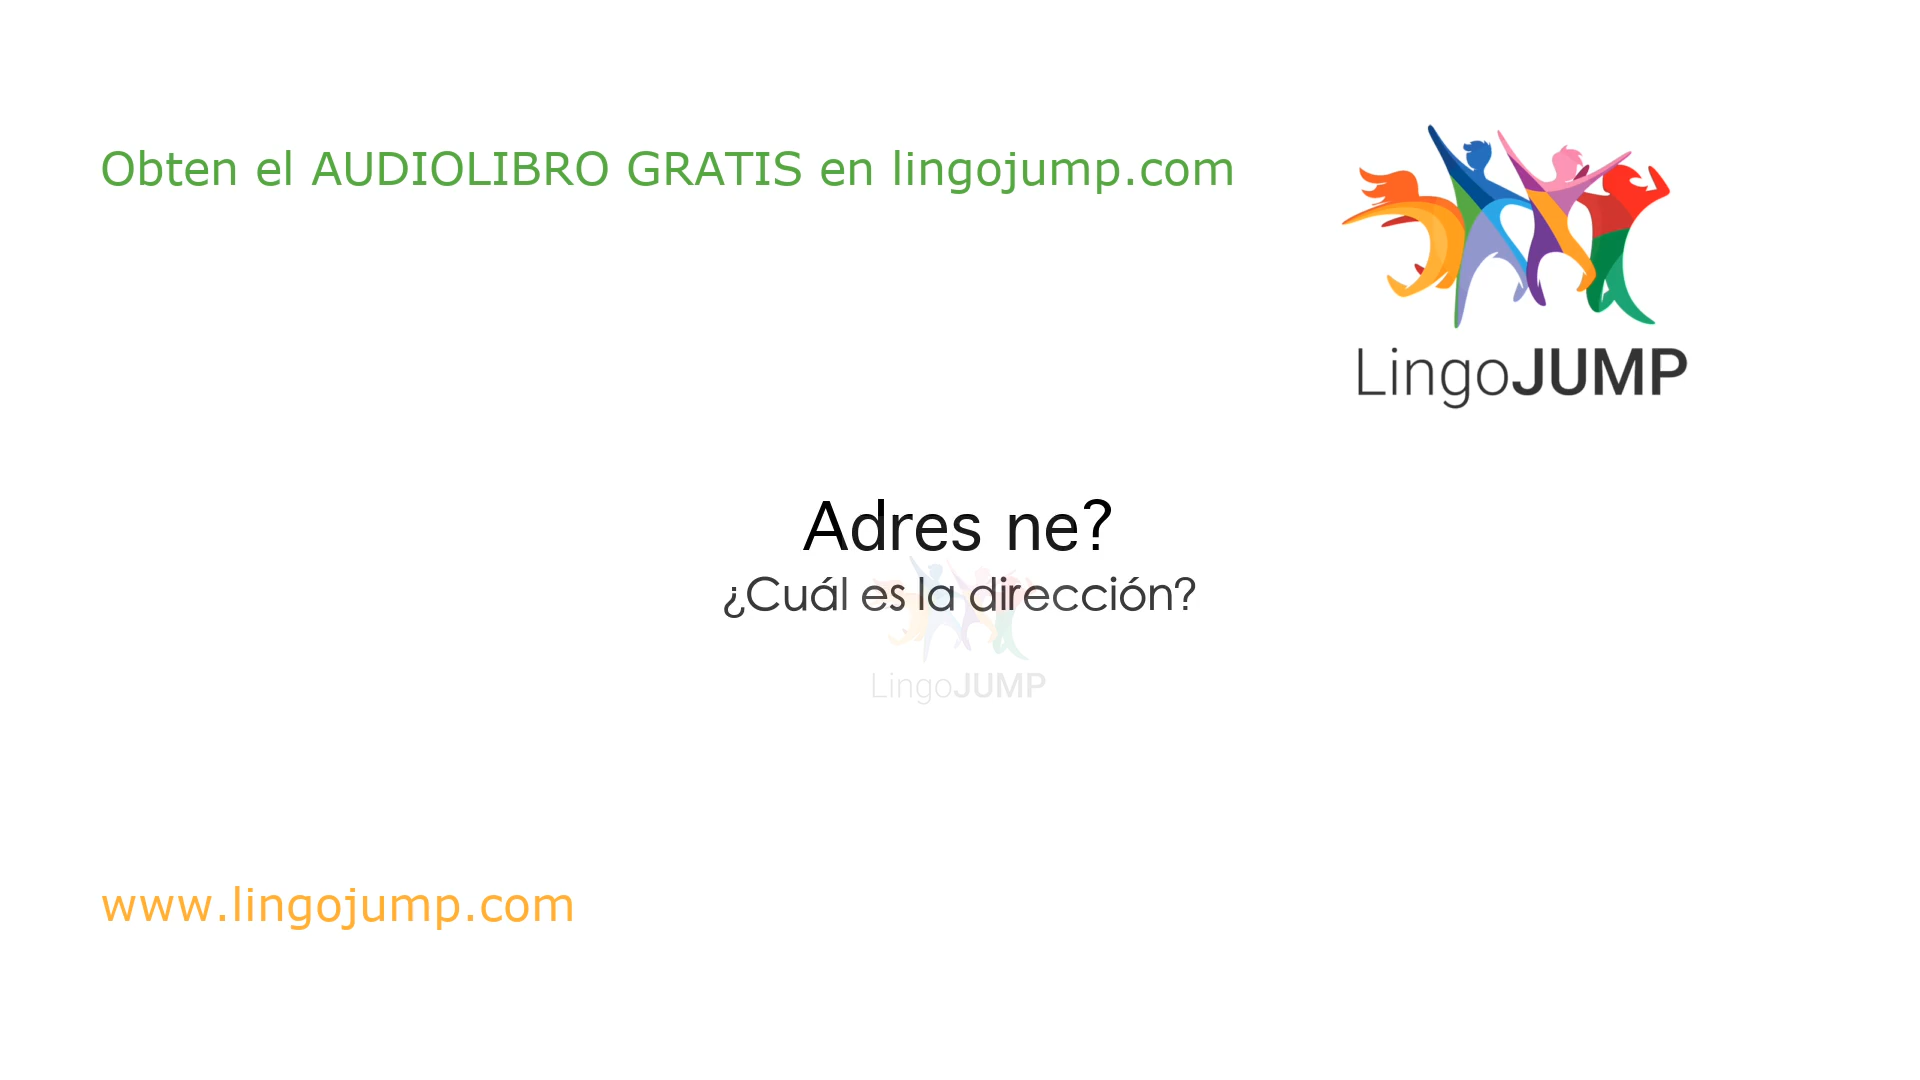 Obten el AUDIOLIBRO GRATIS en lingojump.com
LingoJUMP
Adres ne?
¿Cuál es la dirección?
LingoJUMP
www.lingojump.com